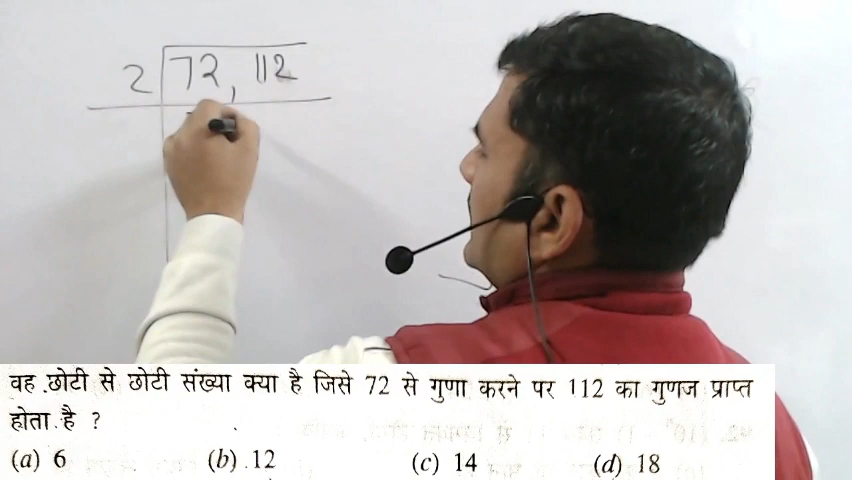 2 72, 112
वह छोटी से छोटी संख्या क्या है जिसे 72 से गुणा करने पर 112 का गुणज प्राप्त
होता है ?
(a) 6 (b) 12 (c) 14 (d) 18